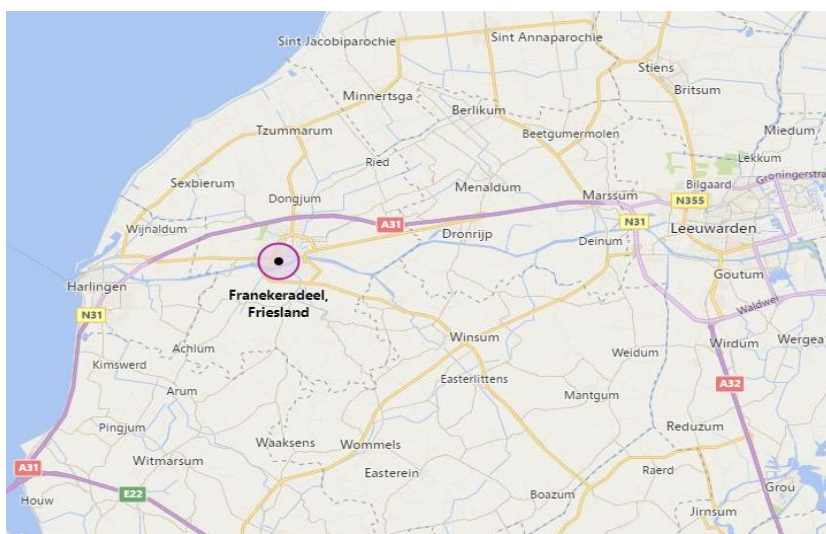 Sint Jacobiparochie
Sint Annaparochie
Stiens
Britsum
Minnertsga
Berlikum
Tzummarum
Beetgumermolen
Miedum
Ried
Lekkum
Sexbierum
Menaldum
Bilgaard
Groningerstra
Dongjum
Marssum
N355
Wijnaldum
A31
N31
Leeuwarden
Dronrijp
Deinum
Goutum
Harlingen
Franekeradeel,
Friesland
Waldwei
N31
Winsum
Wirdum
Wergea
Achlum
Weidum
Kimswerd
Easterlittens
A32
Arum
Mantgum
Pingjum
Reduzum
Waaksens
Wommels
Witmarsum
A31
Easterein
Raerd
Grou
E22
Boazum
Houw
Jirnsum